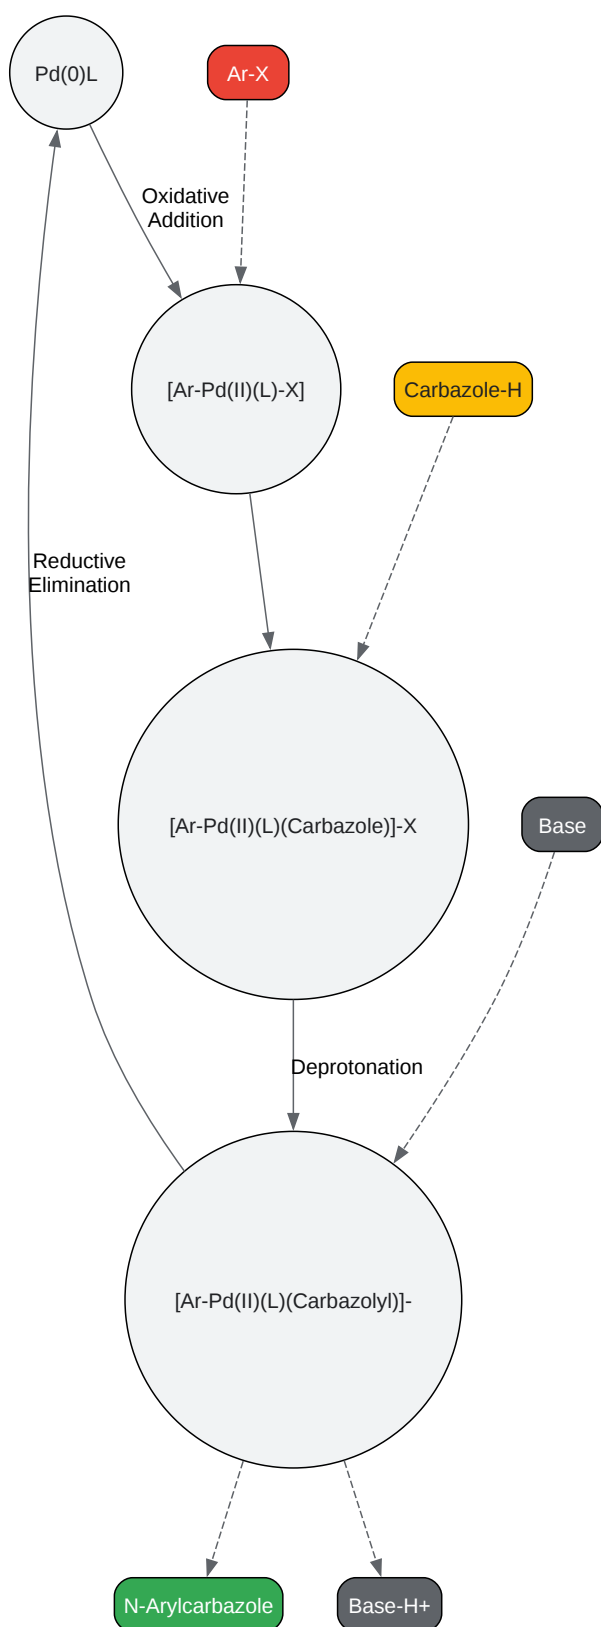 Pd(0)L
Ar-X
Oxidative
Addition
[Ar-Pd(II)(L)-X]
Carbazole-H
Reductive
Elimination
[Ar-Pd(II)(L)(Carbazole)]-X
Base
Deprotonation
[Ar-Pd(II)(L)(Carbazolyl)]-
N-Arylcarbazole
Base-H+